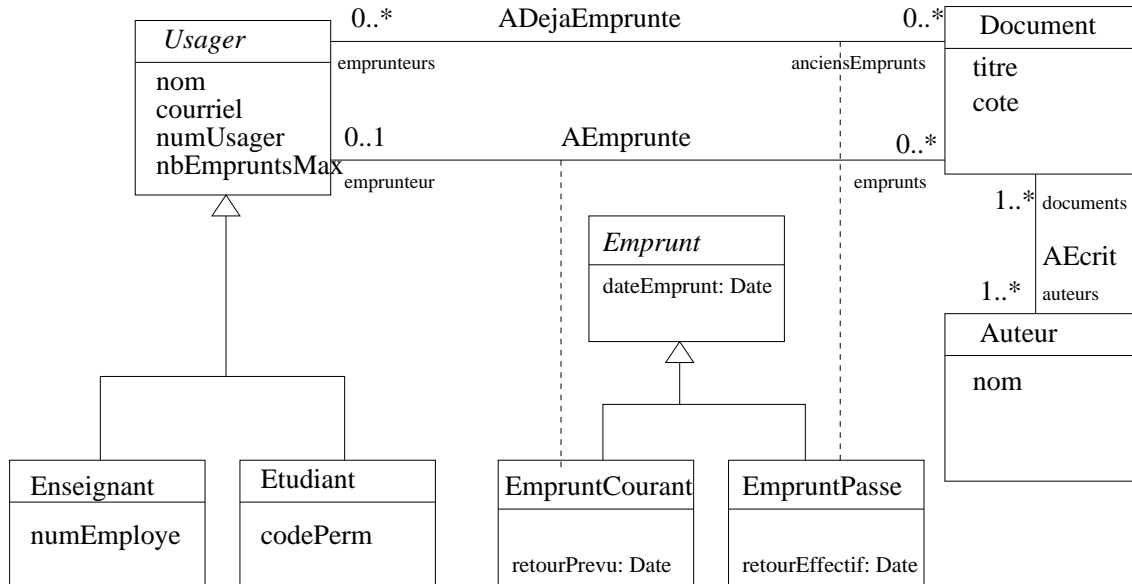 Usager
nom
courriel
numUsager
nbEmpruntsMax
0..*
ADejaEmprunte
0..*
emprunteurs
anciensEmprunts
0..1
AEmprunte
0..*
emprunteur
emprunts
Document
titre
cote
1..*
documents
AEcrit
1..*
auteurs
Auteur
nom
Emprunt
dateEmprunt: Date
Enseignant
numEmploye
Etudiant
codePerm
EmpruntCourant
retourPrevu: Date
EmpruntPasse
retourEffectif: Date